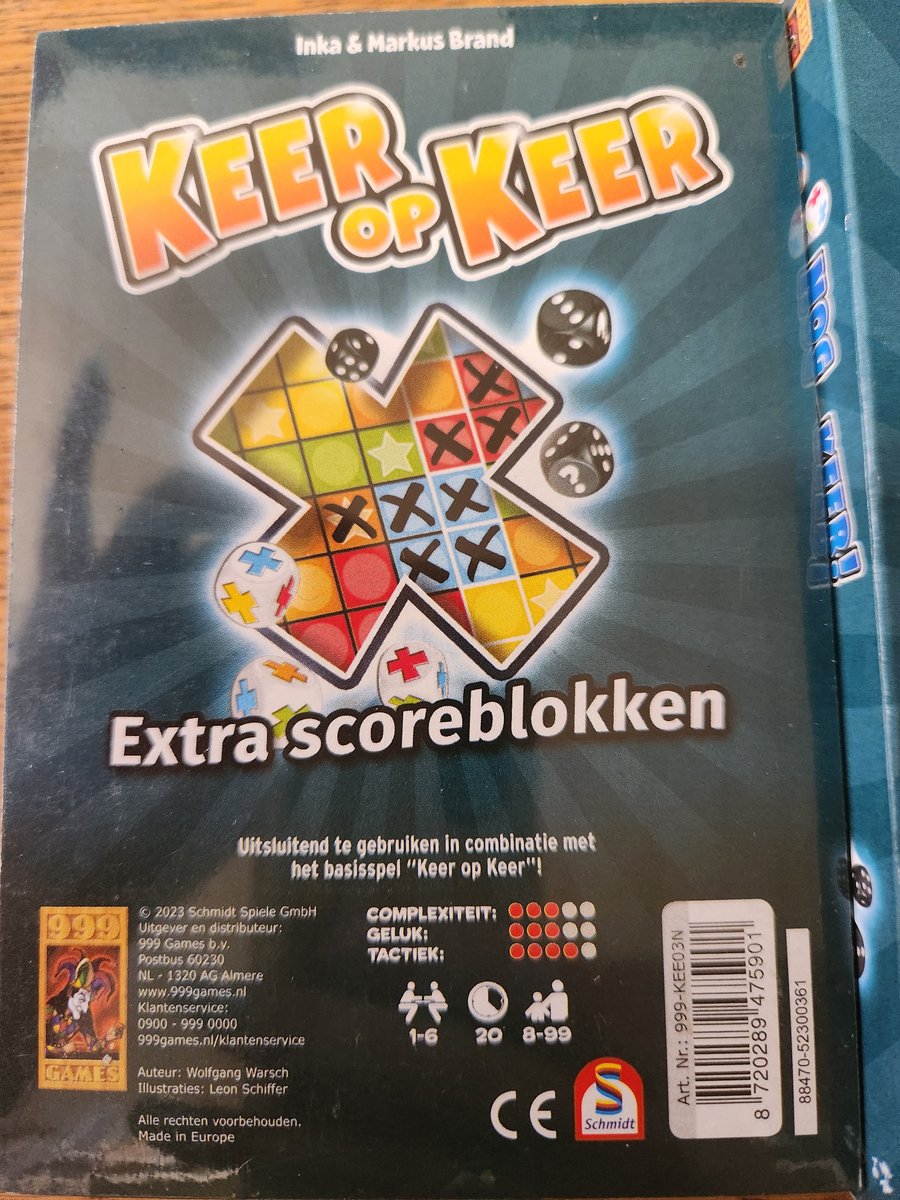 Inka & Markus Brand
KEER OP KEER
Extra scoreblokken
Uitsluitend te gebruiken in combinatie met
het basisspel "Keer op Keer"!
999
GAMES
© 2023 Schmidt Spiele GmbH
Uitgever en distributeur:
999 Games b.v.
Postbus 60230
NL - 1320 AG Almere
www.999games.nl
Klantenservice:
0900 - 999 0000
999games.nl/klantenservice
Auteur: Wolfgang Warsch
Illustraties: Leon Schiffer
Alle rechten voorbehouden.
Made in Europe
COMPLEXITEIT:
GELUK:
TACTIEK:
1-6
20'
8-99
CE
Schmidt
Art. Nr.: 999-KEE03N
8 720289 475901
88470-52300361
NOG KEER!